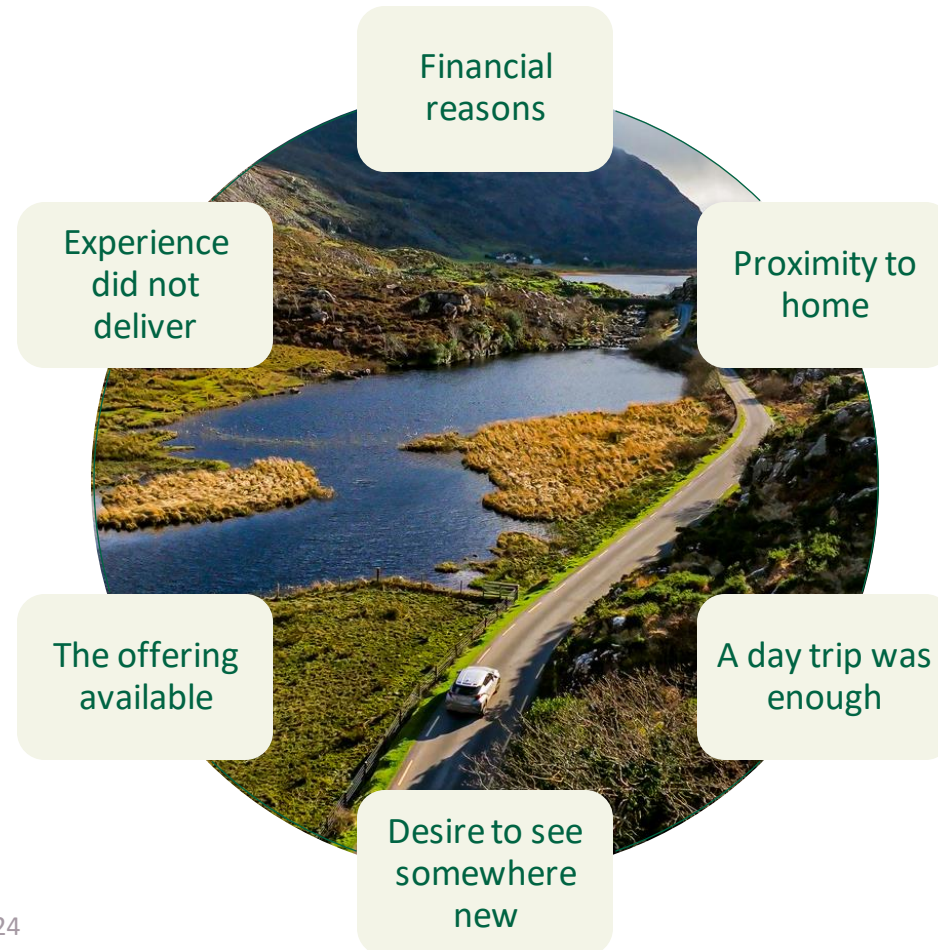 Financial
reasons
Experience
did not
deliver
Proximity to
home
The offering
available
A day trip was
enough
Desire to see
somewhere
new
24